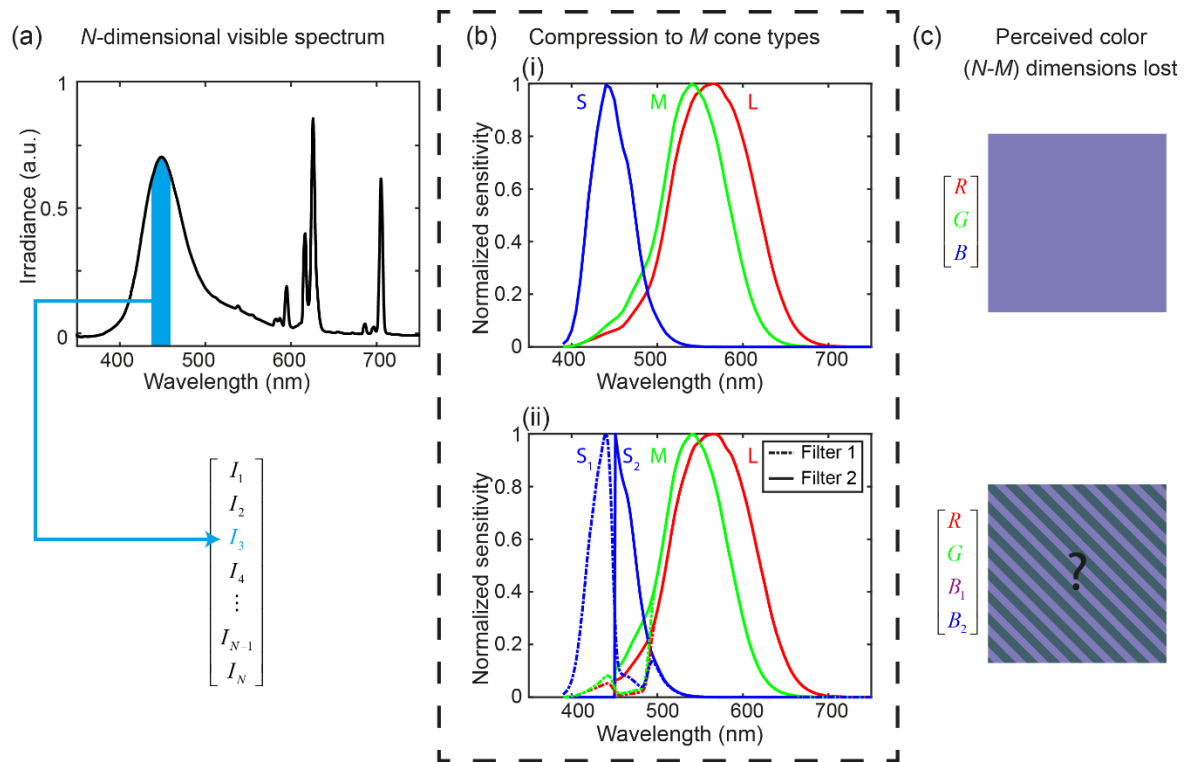 (a) N-dimensional visible spectrum
1
0.5
0
Irradiance (a.u.)
400 500 600 700
Wavelength (nm)
I1
I2
I3
I4
⋮
IN−1
IN
(b) Compression to M cone types
(i)
S M L
1
0.8
0.6
0.4
0.2
0
Normalized sensitivity
400 500 600 700
Wavelength (nm)
(ii)
S1 S2 M L
Filter 1
Filter 2
1
0.8
0.6
0.4
0.2
0
Normalized sensitivity
400 500 600 700
Wavelength (nm)
(c) Perceived color
(N-M) dimensions lost
R
G
B
R
G
B1
B2
?